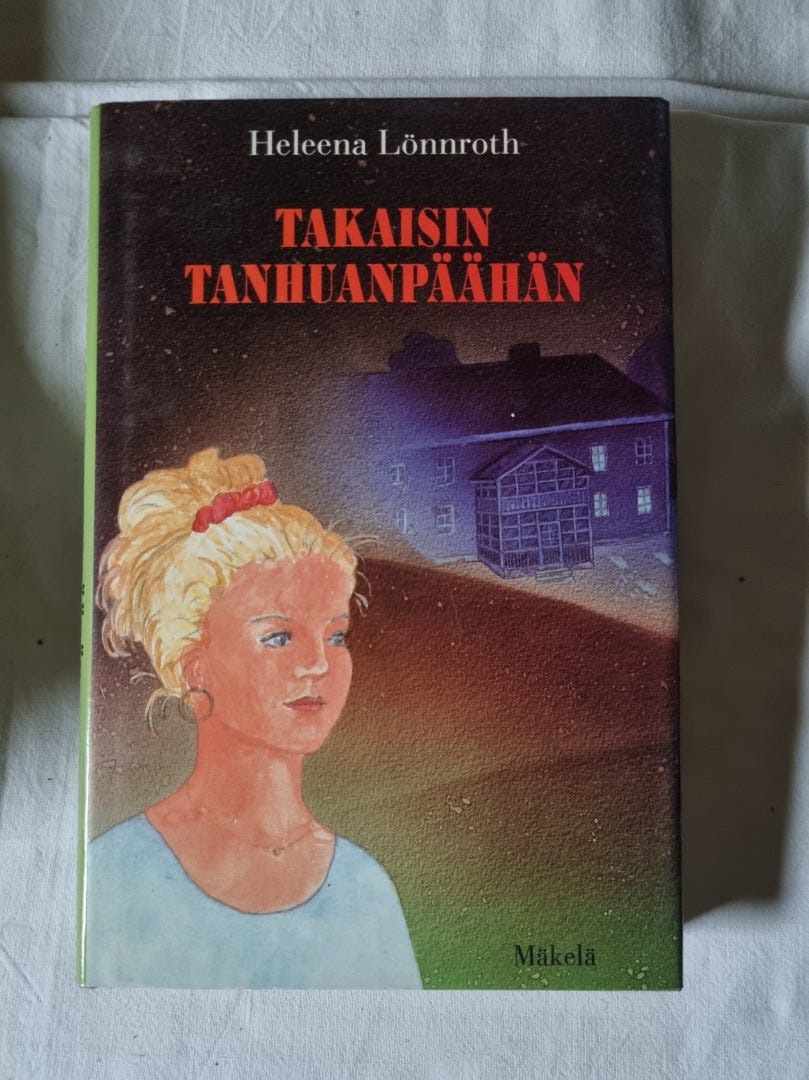 Heleena Lönnroth
TAKAISIN
TANHUANPÄÄHÄN
Mäkelä